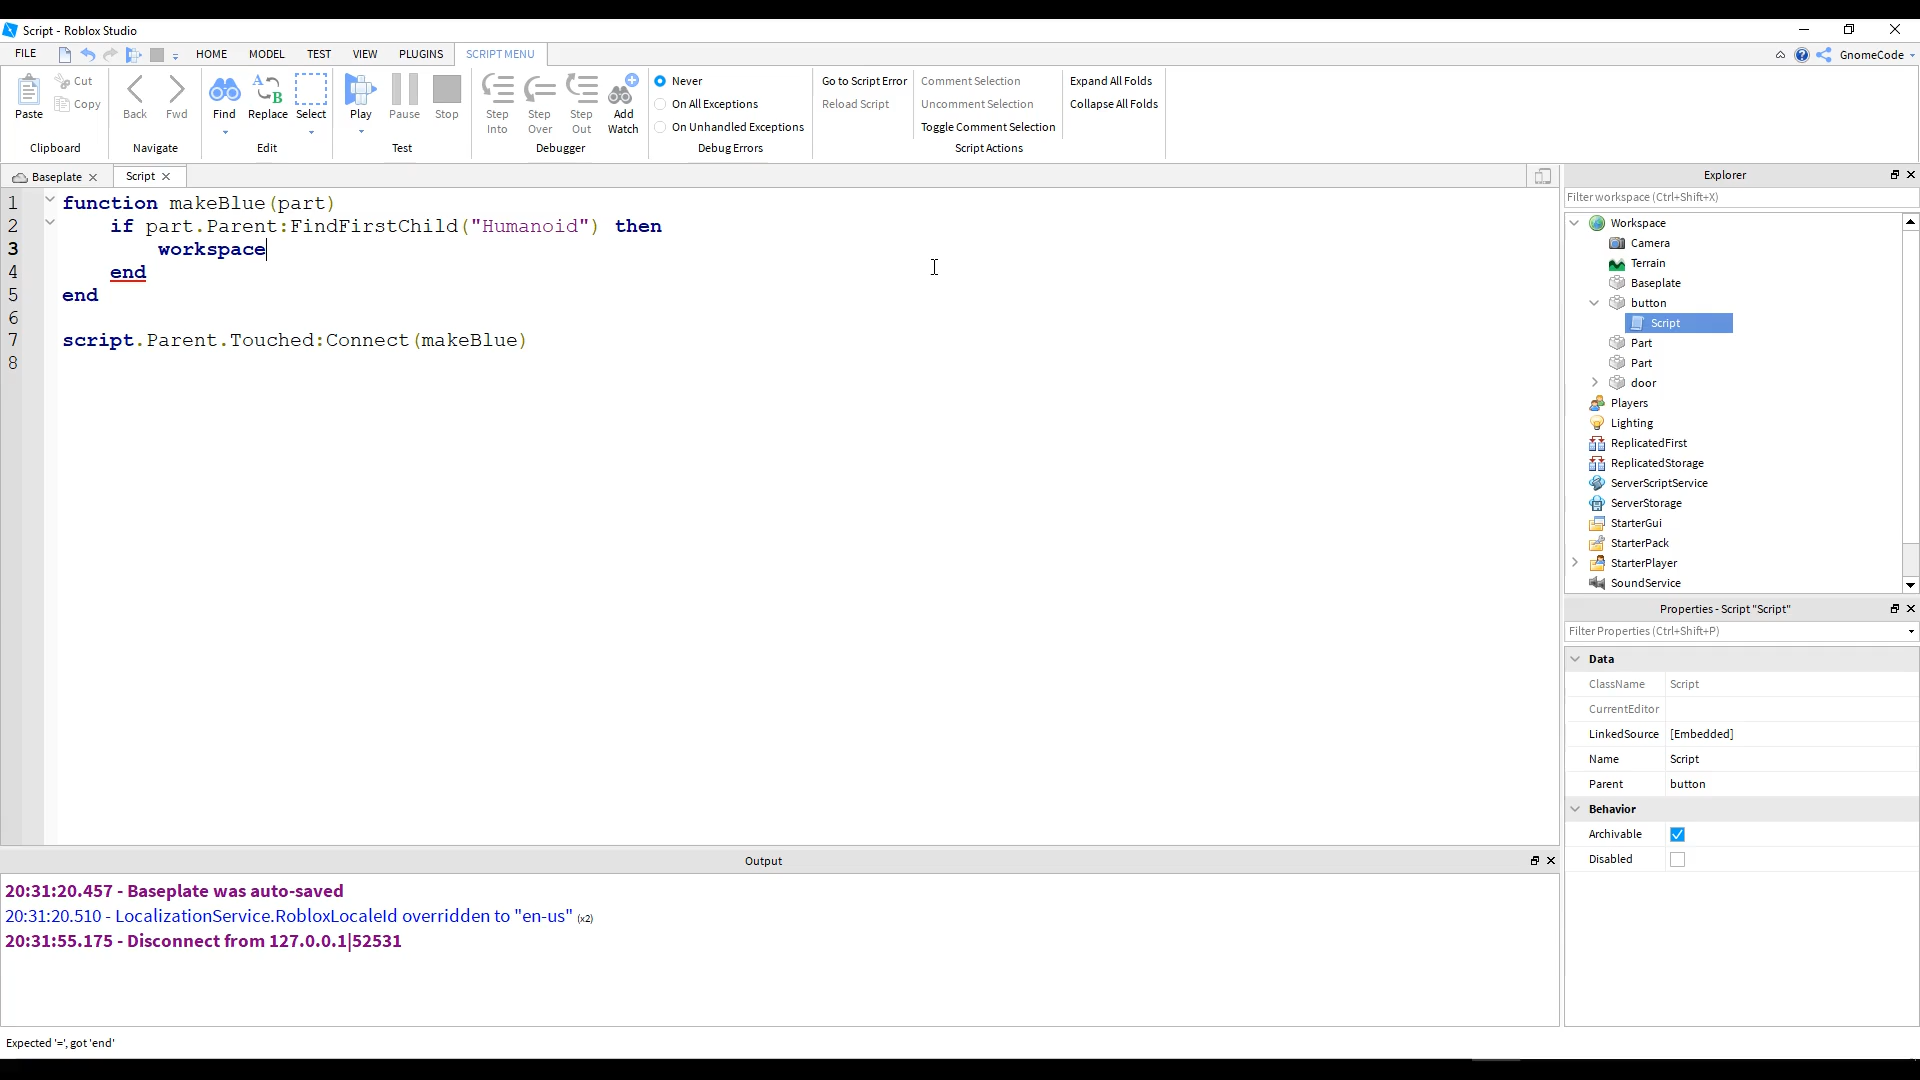 Script - Roblox Studio
FILE HOME MODEL TEST VIEW PLUGINS SCRIPT MENU GnomeCode
Paste Cut Copy Back Fwd Find Replace Select Play Pause Stop Step Into Step Over Step Out Add Watch
Never
On All Exceptions
On Unhandled Exceptions
Go to Script Error
Reload Script
Comment Selection
Uncomment Selection
Toggle Comment Selection
Expand All Folds
Collapse All Folds
Clipboard Navigate Edit Test Debugger Debug Errors Script Actions
Baseplate Script
1 function makeBlue(part)
2 if part.Parent:FindFirstChild("Humanoid") then
3 workspace
4 end
5 end
6
7 script.Parent.Touched:Connect(makeBlue)
8
Explorer
Filter workspace (Ctrl+Shift+X)
Workspace
Camera
Terrain
Baseplate
button
Script
Part
Part
door
Players
Lighting
ReplicatedFirst
ReplicatedStorage
ServerScriptService
ServerStorage
StarterGui
StarterPack
StarterPlayer
SoundService
Properties - Script "Script"
Filter Properties (Ctrl+Shift+P)
Data
ClassName Script
CurrentEditor
LinkedSource [Embedded]
Name Script
Parent button
Behavior
Archivable
Disabled
Output
20:31:20.457 - Baseplate was auto-saved
20:31:20.510 - LocalizationService.RobloxLocaleId overridden to "en-us" (x2)
20:31:55.175 - Disconnect from 127.0.0.1|52531
Expected '=', got 'end'